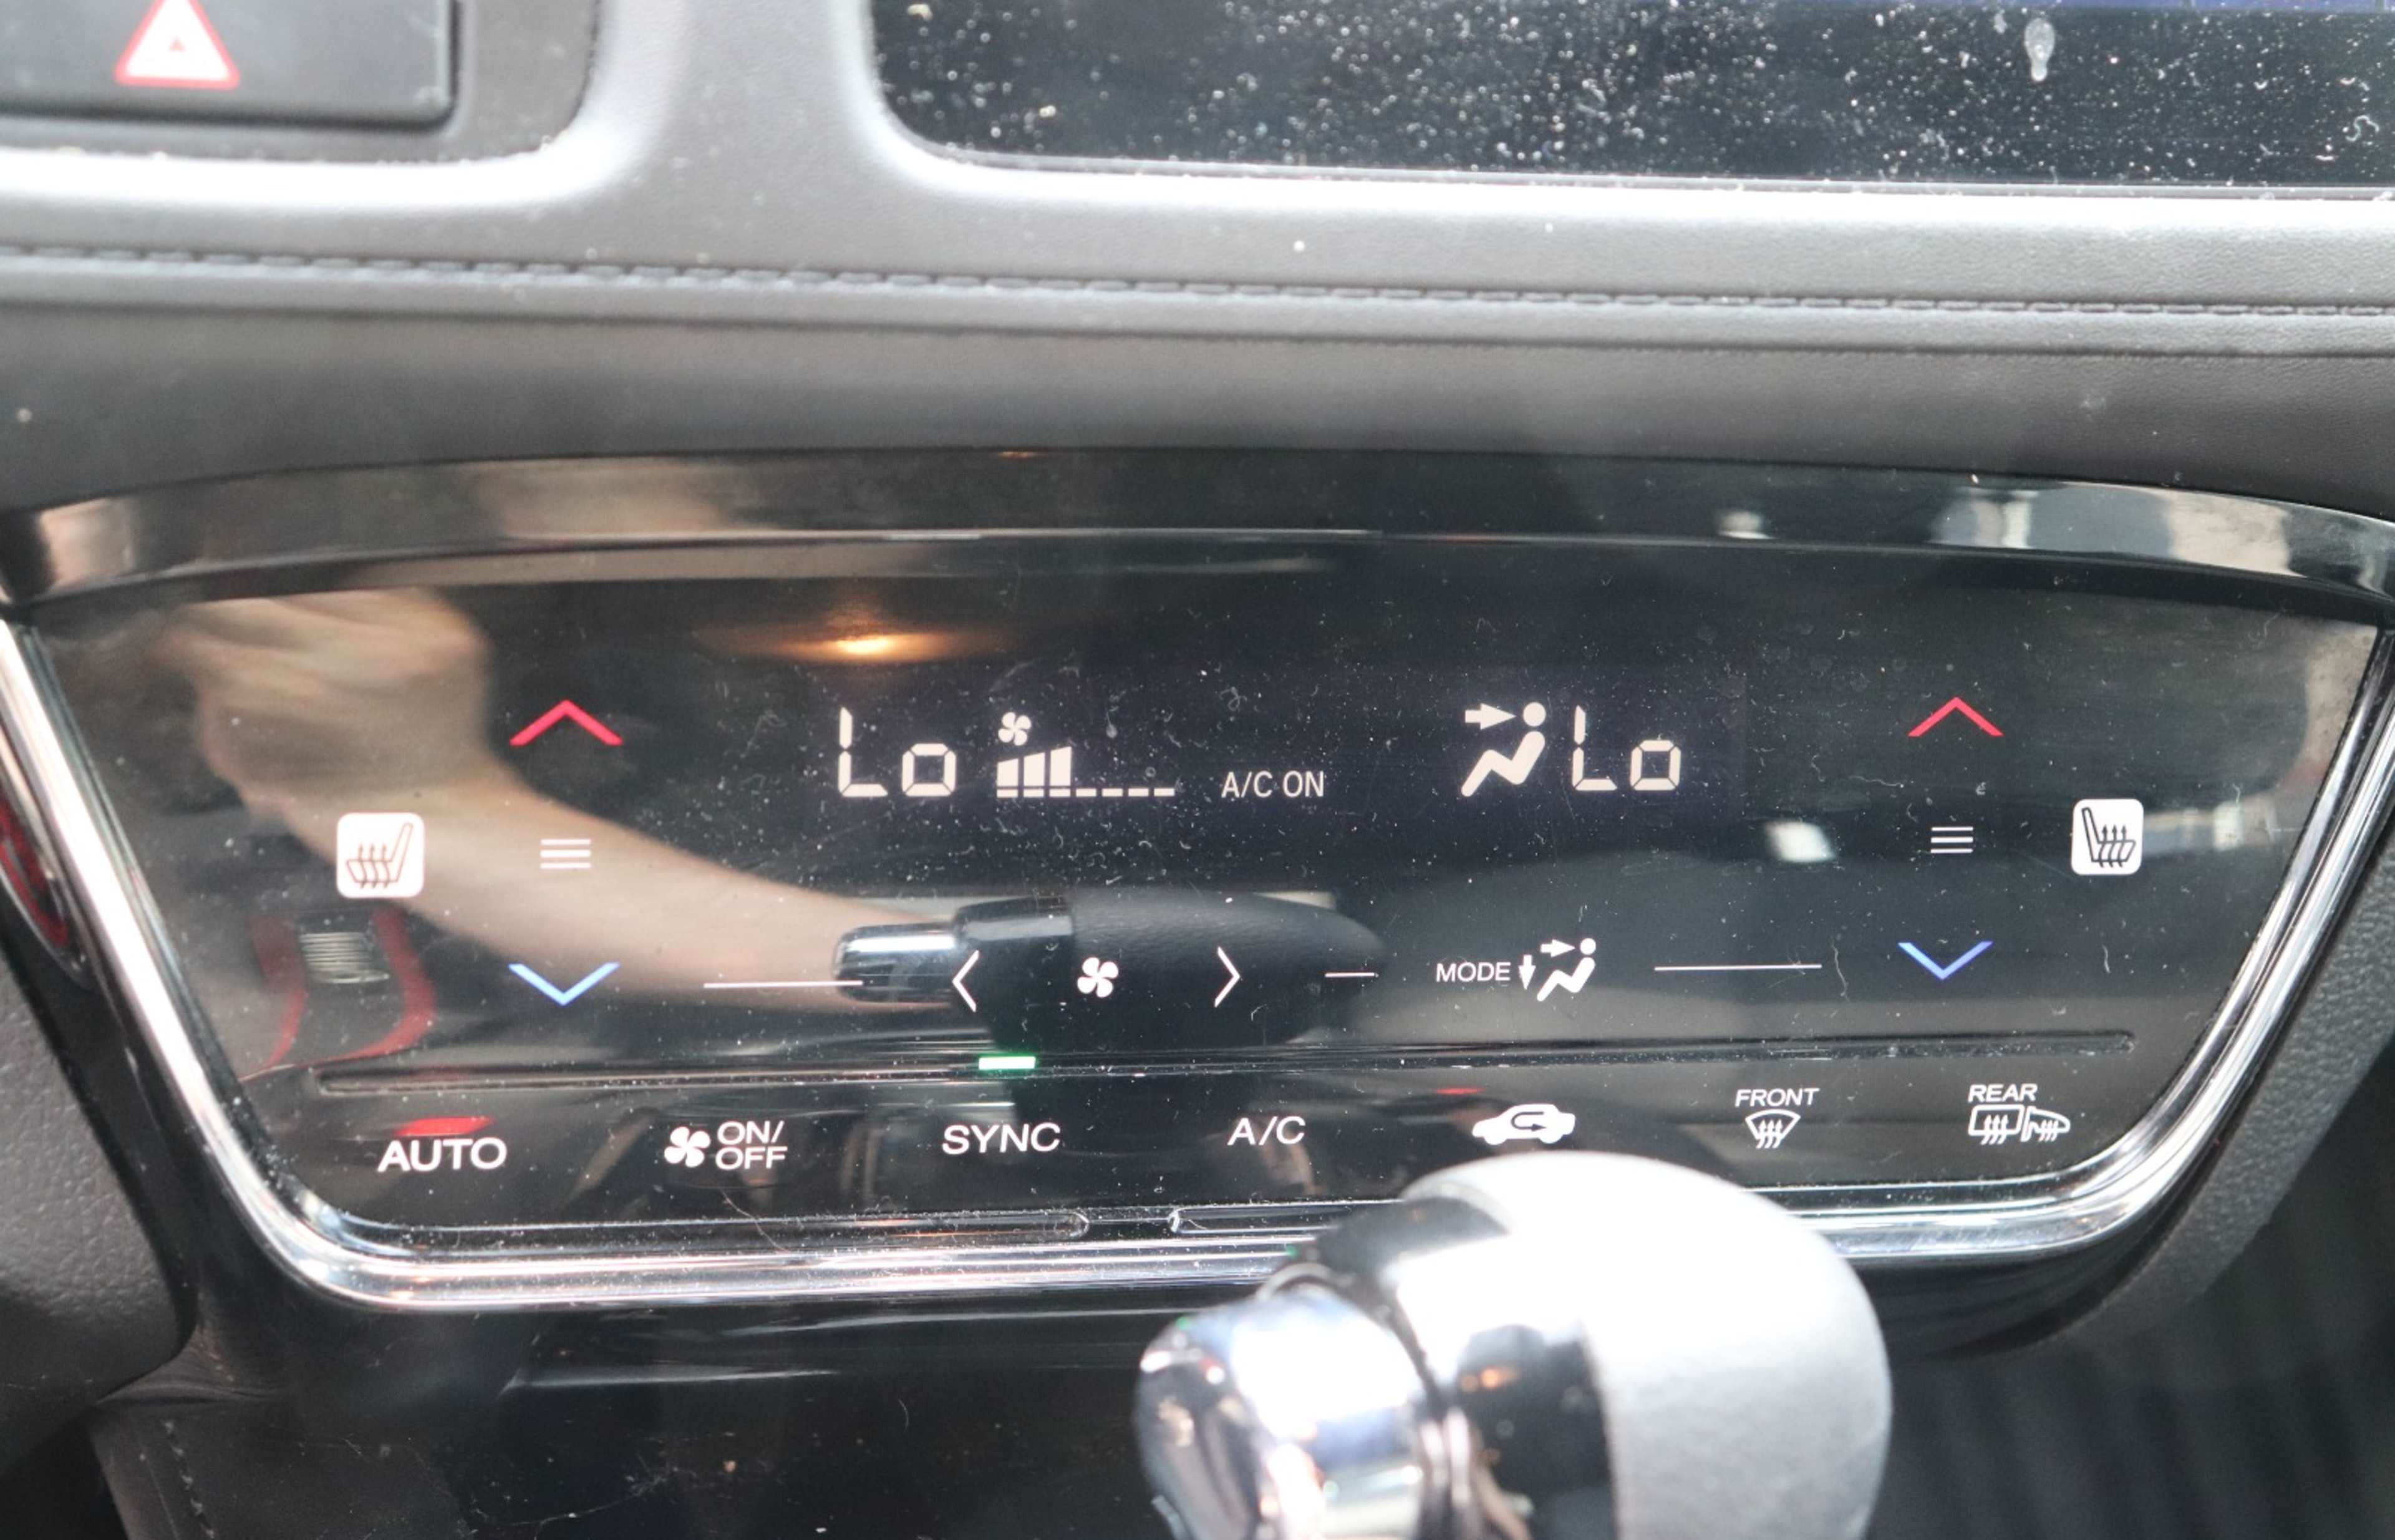 Lo A/C ON Lo
MODE
AUTO ON/OFF SYNC A/C FRONT REAR